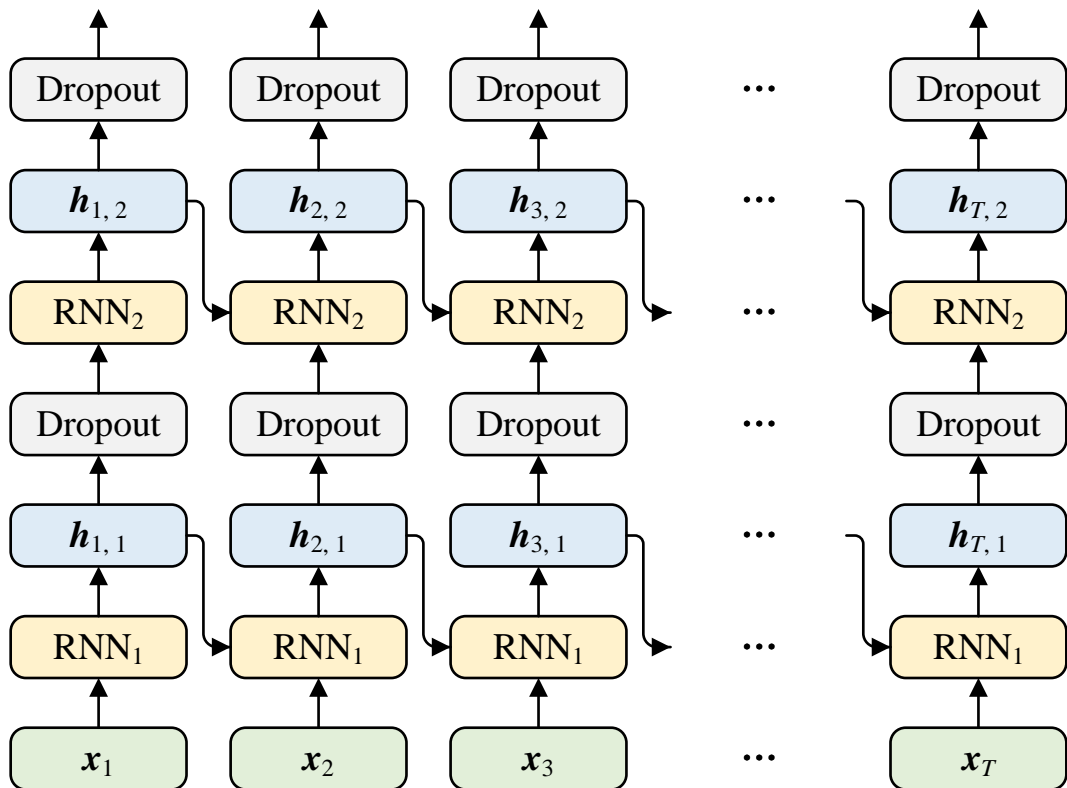 Dropout Dropout Dropout ... Dropout
h1, 2 h2, 2 h3, 2 ... hT, 2
RNN2 RNN2 RNN2 ... RNN2
Dropout Dropout Dropout ... Dropout
h1, 1 h2, 1 h3, 1 ... hT, 1
RNN1 RNN1 RNN1 ... RNN1
x1 x2 x3 ... xT